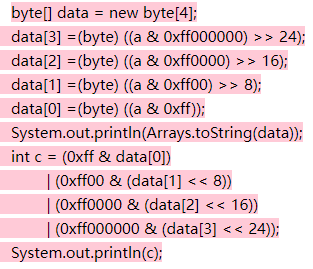 byte[] data = new byte[4];
data[3] =(byte) ((a & 0xff000000) >> 24);
data[2] =(byte) ((a & 0xff0000) >> 16);
data[1] =(byte) ((a & 0xff00) >> 8);
data[0] =(byte) ((a & 0xff));
System.out.println(Arrays.toString(data));
int c = (0xff & data[0])
| (0xff00 & (data[1] << 8))
| (0xff0000 & (data[2] << 16))
| (0xff000000 & (data[3] << 24));
System.out.println(c);